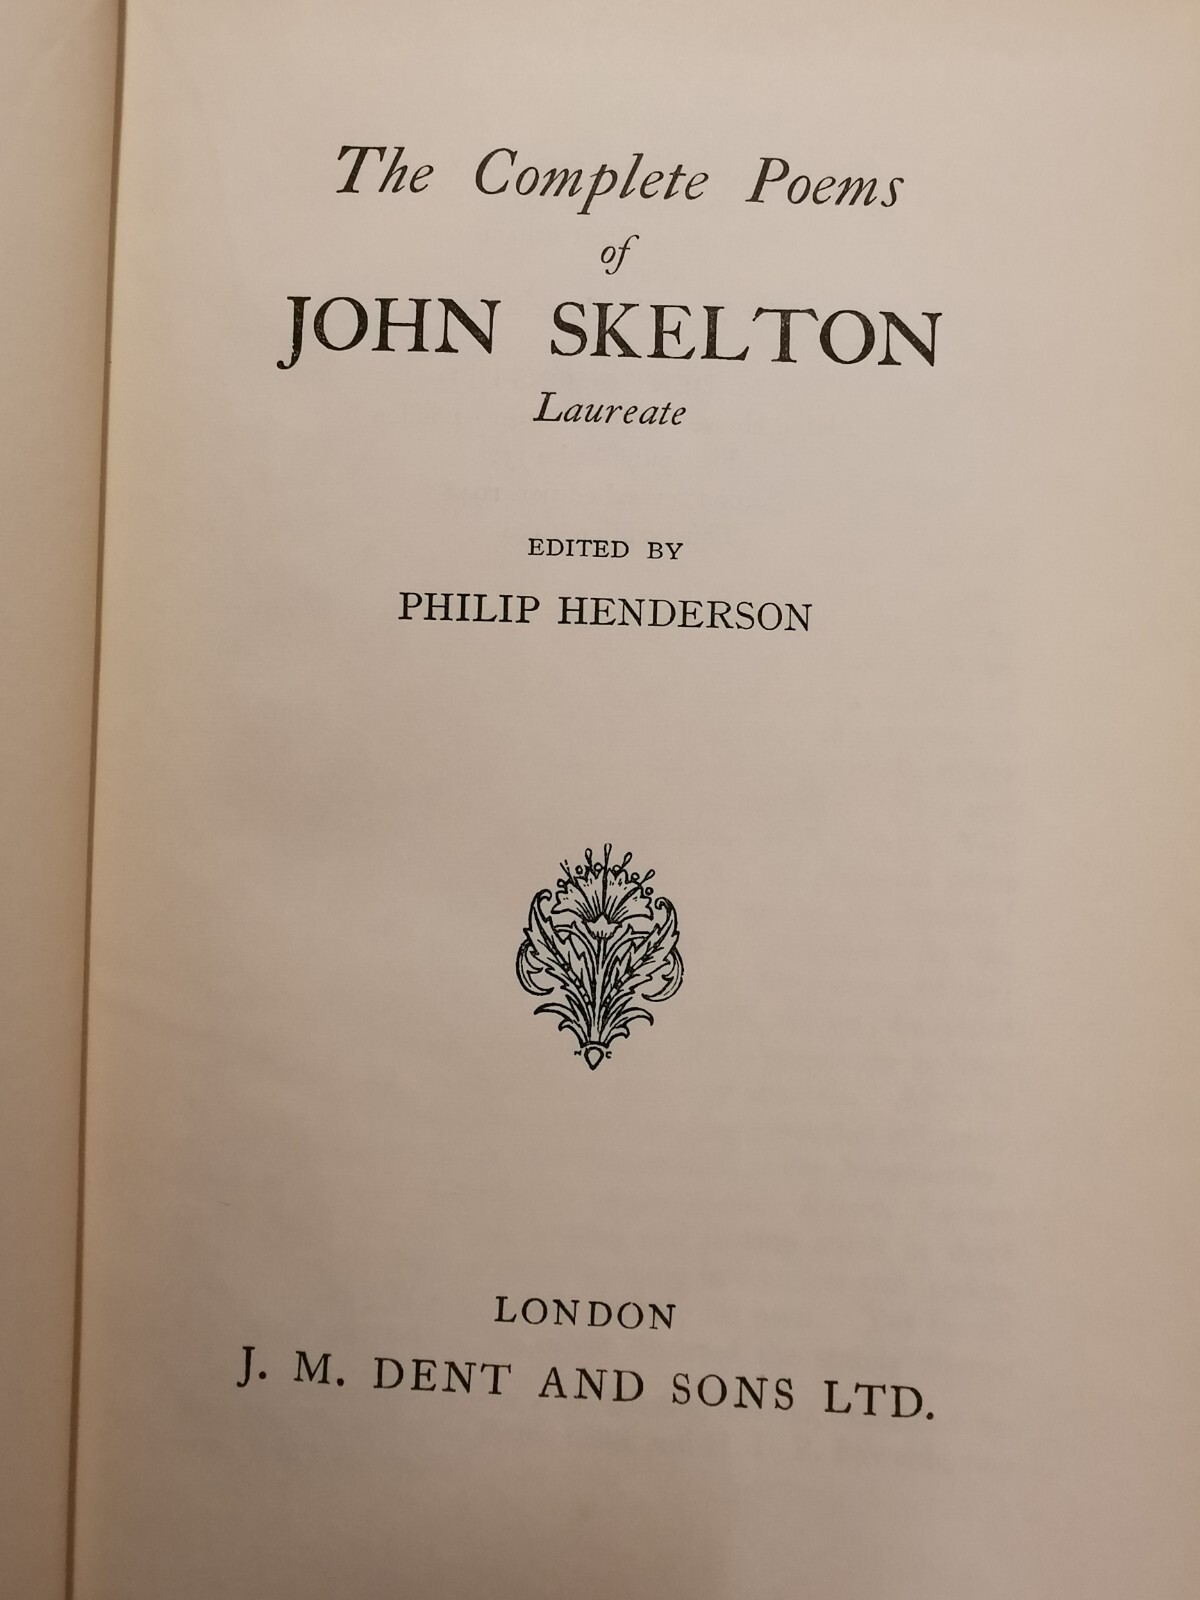 The Complete Poems
of
JOHN SKELTON
Laureate
EDITED BY
PHILIP HENDERSON
N C
LONDON
J. M. DENT AND SONS LTD.